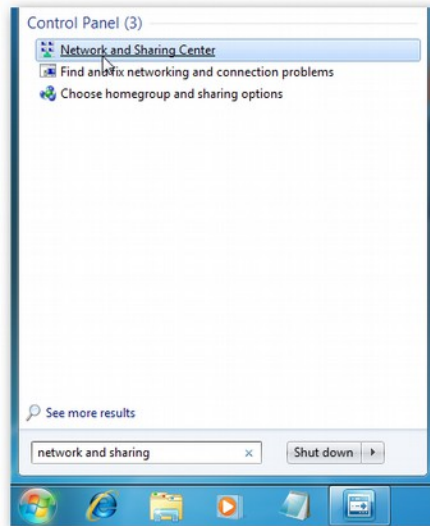 Control Panel (3)
Network and Sharing Center
Find and fix networking and connection problems
Choose homegroup and sharing options
See more results
network and sharing
Shut down